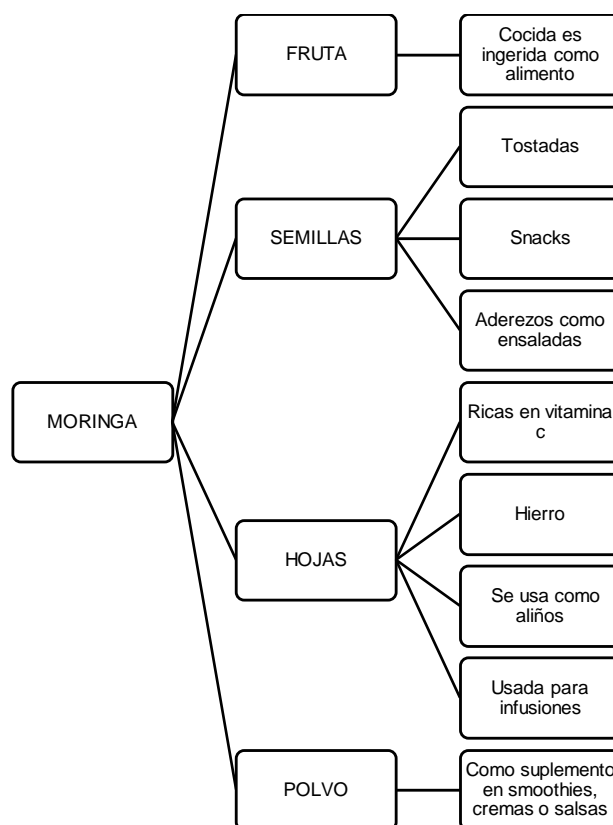 MORINGA
FRUTA
Cocida es
ingerida como
alimento
SEMILLAS
Tostadas
Snacks
Aderezos como
ensaladas
HOJAS
Ricas en vitamina
c
Hierro
Se usa como
aliños
Usada para
infusiones
POLVO
Como suplemento
en smoothies,
cremas o salsas